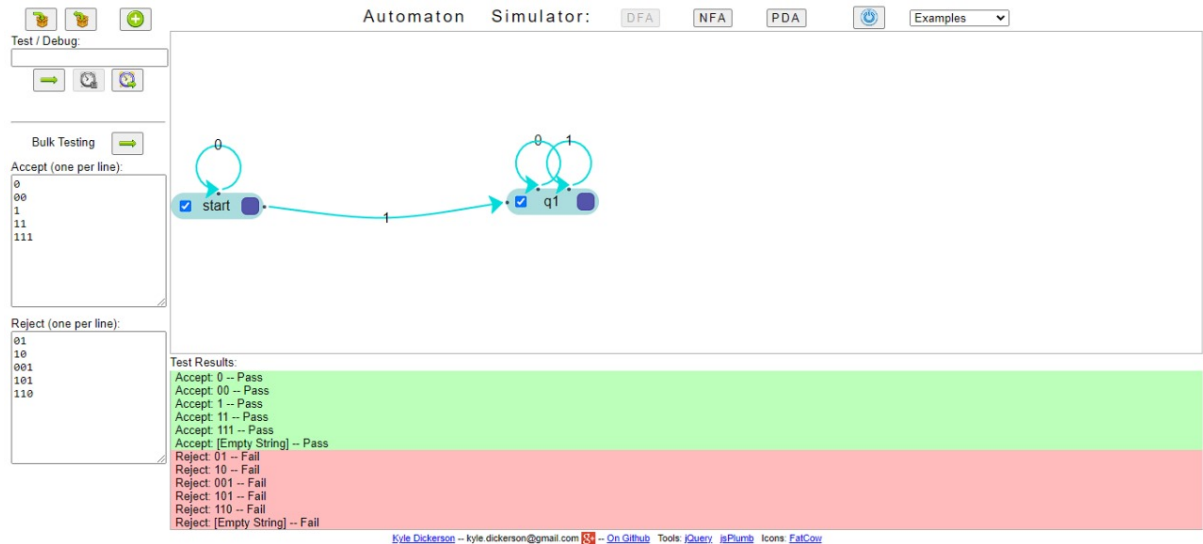 Automaton Simulator: DFA NFA PDA Examples
Test / Debug:
Bulk Testing
Accept (one per line):
0
00
1
11
111
Reject (one per line):
01
10
001
101
110
0
start
1
0 1
q1
Test Results:
Accept: 0 -- Pass
Accept: 00 -- Pass
Accept: 1 -- Pass
Accept: 11 -- Pass
Accept: 111 -- Pass
Accept: [Empty String] -- Pass
Reject: 01 -- Fail
Reject: 10 -- Fail
Reject: 001 -- Fail
Reject: 101 -- Fail
Reject: 110 -- Fail
Reject: [Empty String] -- Fail
Kyle Dickerson -- kyle.dickerson@gmail.com g+ -- On Github Tools: jQuery jsPlumb Icons: FatCow